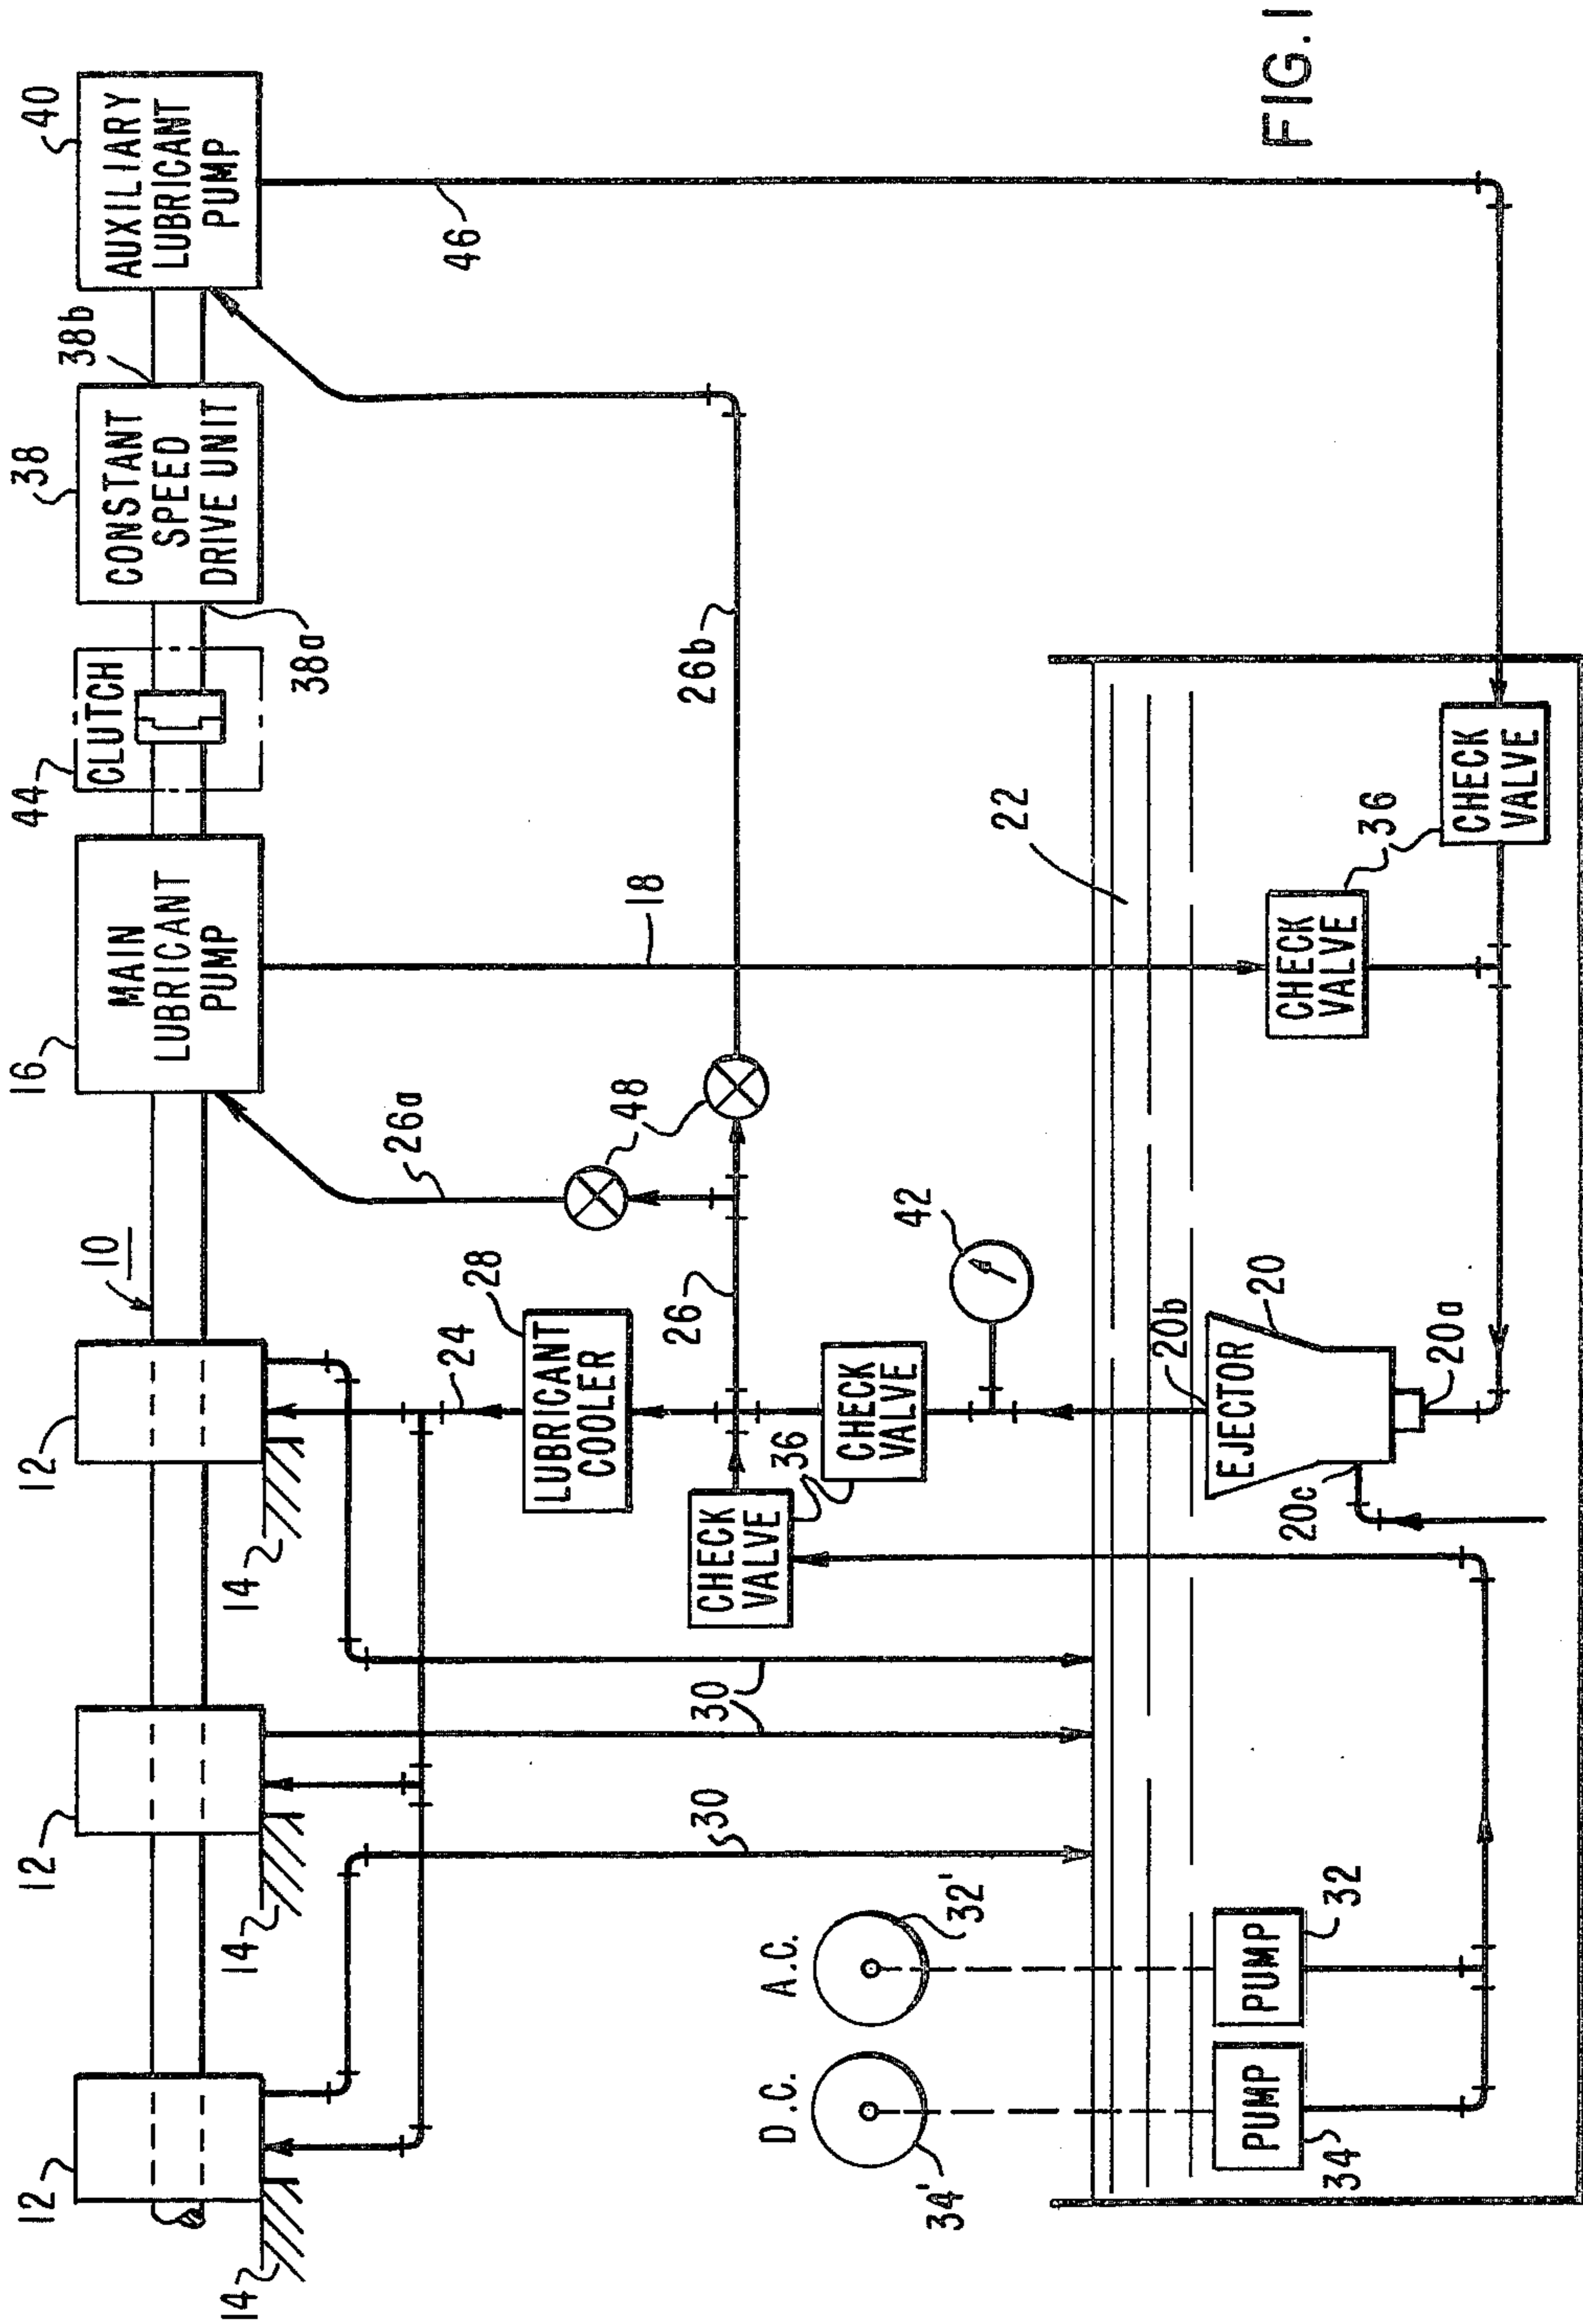 12
12
12
10
16
MAIN
LUBRICANT
PUMP
44
CLUTCH
38
CONSTANT
SPEED
DRIVE UNIT
38a
38b
40
AUXILIARY
LUBRICANT
PUMP
14
14
14
24
28
LUBRICANT
COOLER
26a
48
18
26
26b
46
30
30
CHECK
VALVE
36
CHECK
VALVE
42
D.C.
34'
A.C.
32'
22
20b
EJECTOR
20
20c
20a
CHECK
VALVE
36
CHECK
VALVE
PUMP
34
PUMP
32
FIG. 1